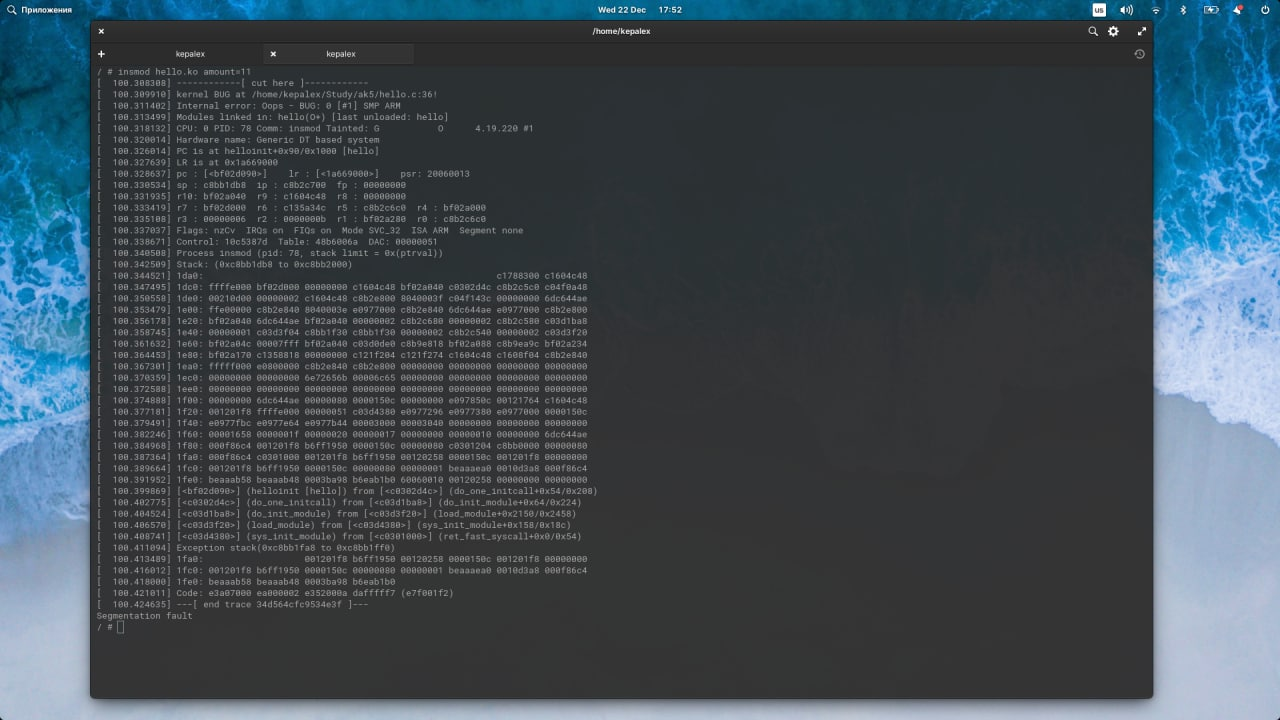 Приложения
Wed 22 Dec 17:52
us
/home/kepalex
kepalex
kepalex
/ # insmod hello.ko amount=11
[  100.308308] ------------[ cut here ]------------
[  100.309910] kernel BUG at /home/kepalex/Study/ak5/hello.c:36!
[  100.311402] Internal error: Oops - BUG: 0 [#1] SMP ARM
[  100.313499] Modules linked in: hello(O+) [last unloaded: hello]
[  100.318132] CPU: 0 PID: 78 Comm: insmod Tainted: G           O      4.19.220 #1
[  100.320014] Hardware name: Generic DT based system
[  100.326014] PC is at helloinit+0x90/0x1000 [hello]
[  100.327639] LR is at 0x1a669000
[  100.328637] pc : [<bf02d090>]    lr : [<1a669000>]    psr: 20060013
[  100.330534] sp : c8bb1db8  ip : c8b2c700  fp : 00000000
[  100.331935] r10: bf02a040  r9 : c1604c48  r8 : 00000000
[  100.333419] r7 : bf02d000  r6 : c135a34c  r5 : c8b2c6c0  r4 : bf02a000
[  100.335108] r3 : 00000006  r2 : 0000000b  r1 : bf02a280  r0 : c8b2c6c0
[  100.337037] Flags: nzCv  IRQs on  FIQs on  Mode SVC_32  ISA ARM  Segment none
[  100.338671] Control: 10c5387d  Table: 48b6006a  DAC: 00000051
[  100.340508] Process insmod (pid: 78, stack limit = 0x(ptrval))
[  100.342509] Stack: (0xc8bb1db8 to 0xc8bb2000)
[  100.344521] 1da0:                                                       c1788300 c1604c48
[  100.347495] 1dc0: ffffe000 bf02d000 00000000 c1604c48 bf02a040 c0302d4c c8b2c5c0 c04f0a48
[  100.350558] 1de0: 00210d00 00000002 c1604c48 c8b2e800 8040003f c04f143c 00000000 6dc644ae
[  100.353479] 1e00: ffe00000 c8b2e840 8040003e e0977000 c8b2e840 6dc644ae e0977000 c8b2e800
[  100.356178] 1e20: bf02a040 6dc644ae bf02a040 00000002 c8b2c680 00000002 c8b2c580 c03d1ba8
[  100.358745] 1e40: 00000001 c03d3f04 c8bb1f30 c8bb1f30 00000002 c8b2c540 00000002 c03d3f20
[  100.361632] 1e60: bf02a04c 00007fff bf02a040 c03d0de0 c8b9e818 bf02a088 c8b9ea9c bf02a234
[  100.364453] 1e80: bf02a170 c1358818 00000000 c121f204 c121f274 c1604c48 c1608f04 c8b2e840
[  100.367301] 1ea0: fffff000 e0800000 c8b2e840 c8b2e800 00000000 00000000 00000000 00000000
[  100.370359] 1ec0: 00000000 00000000 6e72656b 00006c65 00000000 00000000 00000000 00000000
[  100.372588] 1ee0: 00000000 00000000 00000000 00000000 00000000 00000000 00000000 00000000
[  100.374888] 1f00: 00000000 6dc644ae 00000080 0000150c 00000000 e097850c 00121764 c1604c48
[  100.377181] 1f20: 001201f8 ffffe000 00000051 c03d4380 e0977296 e0977380 e0977000 0000150c
[  100.379491] 1f40: e0977fbc e0977e64 e0977b44 00003000 00003040 00000000 00000000 00000000
[  100.382246] 1f60: 00001658 0000001f 00000020 00000017 00000000 00000010 00000000 6dc644ae
[  100.384968] 1f80: 000f86c4 001201f8 b6ff1950 0000150c 00000080 c0301204 c8bb0000 00000080
[  100.387364] 1fa0: 000f86c4 c0301000 001201f8 b6ff1950 00120258 0000150c 001201f8 00000000
[  100.389664] 1fc0: 001201f8 b6ff1950 0000150c 00000080 00000001 beaaaea0 0010d3a8 000f86c4
[  100.391952] 1fe0: beaaab58 beaaab48 0003ba98 b6eab1b0 60060010 00120258 00000000 00000000
[  100.399869] [<bf02d090>] (helloinit [hello]) from [<c0302d4c>] (do_one_initcall+0x54/0x208)
[  100.402775] [<c0302d4c>] (do_one_initcall) from [<c03d1ba8>] (do_init_module+0x64/0x224)
[  100.404524] [<c03d1ba8>] (do_init_module) from [<c03d3f20>] (load_module+0x2150/0x2458)
[  100.406570] [<c03d3f20>] (load_module) from [<c03d4380>] (sys_init_module+0x158/0x18c)
[  100.408741] [<c03d4380>] (sys_init_module) from [<c0301000>] (ret_fast_syscall+0x0/0x54)
[  100.411094] Exception stack(0xc8bb1fa8 to 0xc8bb1ff0)
[  100.413489] 1fa0:                   001201f8 b6ff1950 00120258 0000150c 001201f8 00000000
[  100.416012] 1fc0: 001201f8 b6ff1950 0000150c 00000080 00000001 beaaaea0 0010d3a8 000f86c4
[  100.418000] 1fe0: beaaab58 beaaab48 0003ba98 b6eab1b0
[  100.421011] Code: e3a07000 ea000002 e352000a dafffff7 (e7f001f2)
[  100.424635] ---[ end trace 34d564cfc9534e3f ]---
Segmentation fault
/ #